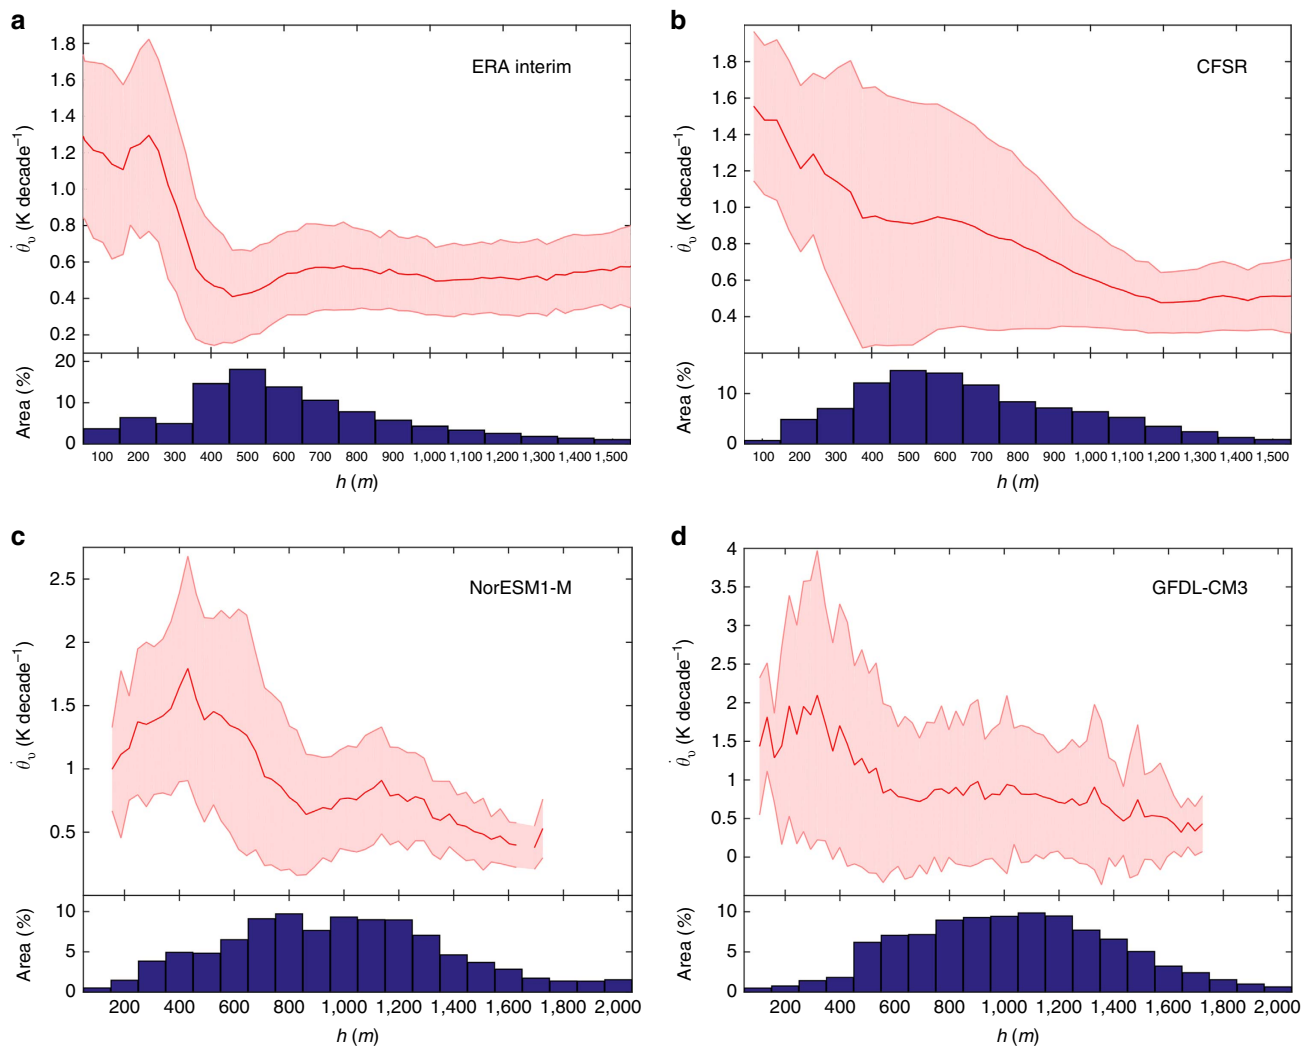 a
ERA interim
θ̇υ (K decade−1)
1.8
1.6
1.4
1.2
1.0
0.8
0.6
0.4
0.2
Area (%)
20
10
0
100 200 300 400 500 600 700 800 900 1,000 1,100 1,200 1,300 1,400 1,500
h (m)
b
CFSR
θ̇υ (K decade−1)
1.8
1.6
1.4
1.2
1.0
0.8
0.6
0.4
Area (%)
10
0
100 200 300 400 500 600 700 800 900 1,000 1,100 1,200 1,300 1,400 1,500
h (m)
c
NorESM1-M
θ̇υ (K decade−1)
2.5
2
1.5
1
0.5
Area (%)
10
5
0
200 400 600 800 1,000 1,200 1,400 1,600 1,800 2,000
h (m)
d
GFDL-CM3
θ̇υ (K decade−1)
4
3.5
3
2.5
2
1.5
1
0.5
0
Area (%)
10
5
0
200 400 600 800 1,000 1,200 1,400 1,600 1,800 2,000
h (m)